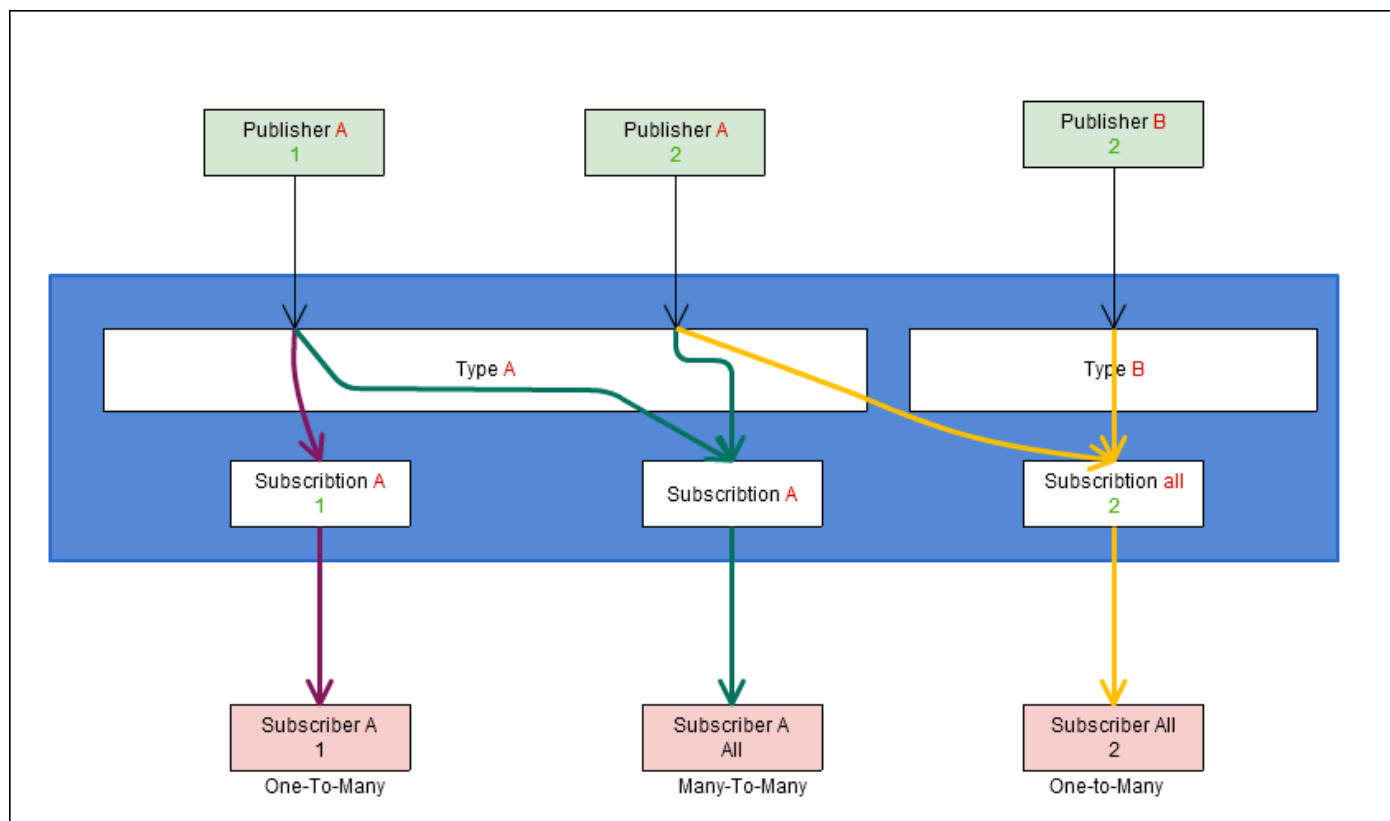 Publisher A
1
Publisher A
2
Publisher B
2
Type A
Type B
Subscribtion A
1
Subscribtion A
Subscribtion all
2
Subscriber A
1
Subscriber A
All
Subscriber All
2
One-To-Many
Many-To-Many
One-to-Many